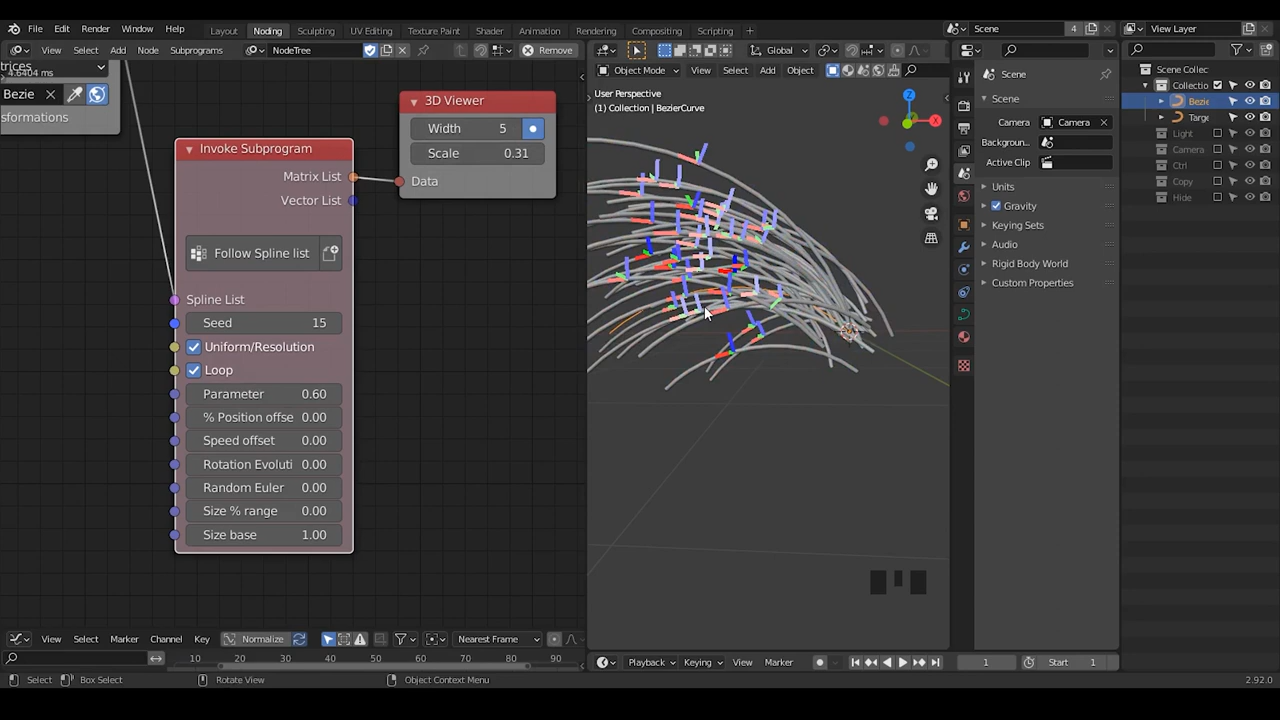 File Edit Render Window Help
Layout Noding Sculpting UV Editing Texture Paint Shader Animation Rendering Compositing Scripting
Scene 4 View Layer
View Select Add Node Subprograms NodeTree Remove
Global
Object Mode View Select Add Object
4.6404 ms
trices
Bezie
sformations
3D Viewer
Width 5
Scale 0.31
Data
Invoke Subprogram
Matrix List
Vector List
Follow Spline list
Spline List
Seed 15
Uniform/Resolution
Loop
Parameter 0.60
% Position offse 0.00
Speed offset 0.00
Rotation Evoluti 0.00
Random Euler 0.00
Size % range 0.00
Size base 1.00
User Perspective
(1) Collection | BezierCurve
Z
X
Scene
Scene
Camera Camera
Backgroun..
Active Clip
Units
Gravity
Keying Sets
Audio
Rigid Body World
Custom Properties
Scene Collec
Collectio
Bezie
Targe
Light
Camera
Ctrl
Copy
Hide
View Select Marker Channel Key Normalize Nearest Frame
10 20 30 40 50 60 70 80 90
Playback Keying View Marker 1 Start 1
Select Box Select Rotate View Object Context Menu 2.92.0